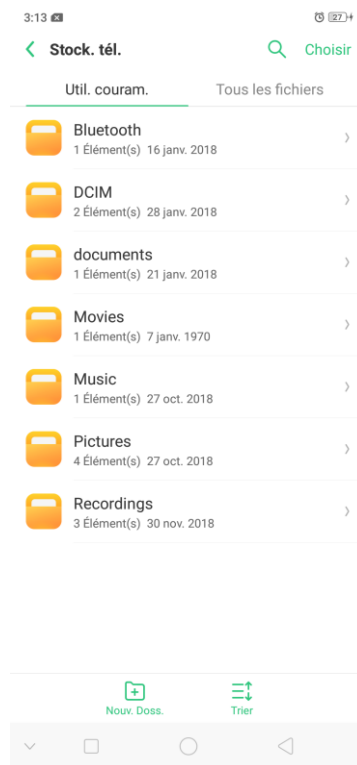 3:13
27
Stock. tél.
Choisir
Util. couram.
Tous les fichiers
Bluetooth
1 Élément(s) 16 janv. 2018
DCIM
2 Élément(s) 28 janv. 2018
documents
1 Élément(s) 21 janv. 2018
Movies
1 Élément(s) 7 janv. 1970
Music
1 Élément(s) 27 oct. 2018
Pictures
4 Élément(s) 27 oct. 2018
Recordings
3 Élément(s) 30 nov. 2018
Nouv. Doss.
Trier